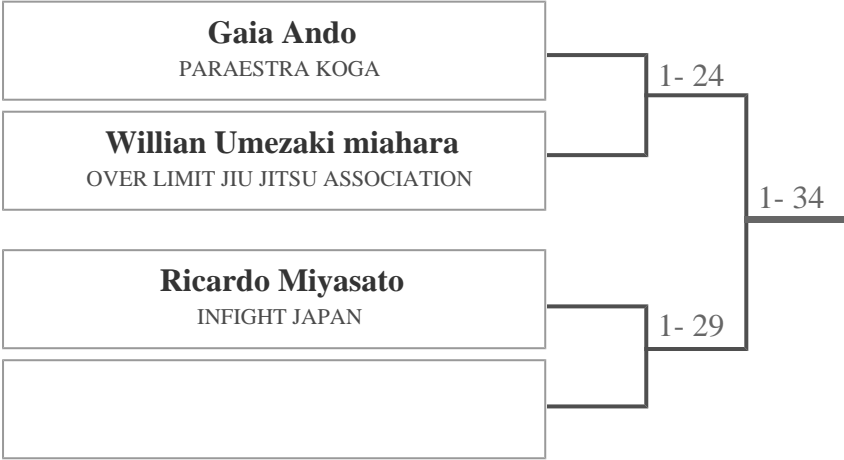 Gaia Ando
PARAESTRA KOGA
1- 24
Willian Umezaki miahara
OVER LIMIT JIU JITSU ASSOCIATION
1- 34
Ricardo Miyasato
INFIGHT JAPAN
1- 29